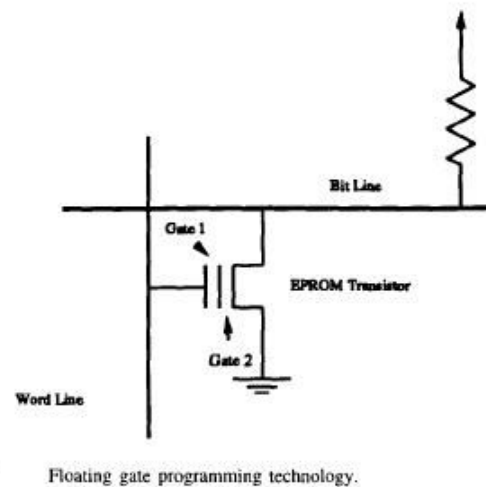 Bit Line
Gate 1
EPROM Transistor
Gate 2
Word Line
Floating gate programming technology.